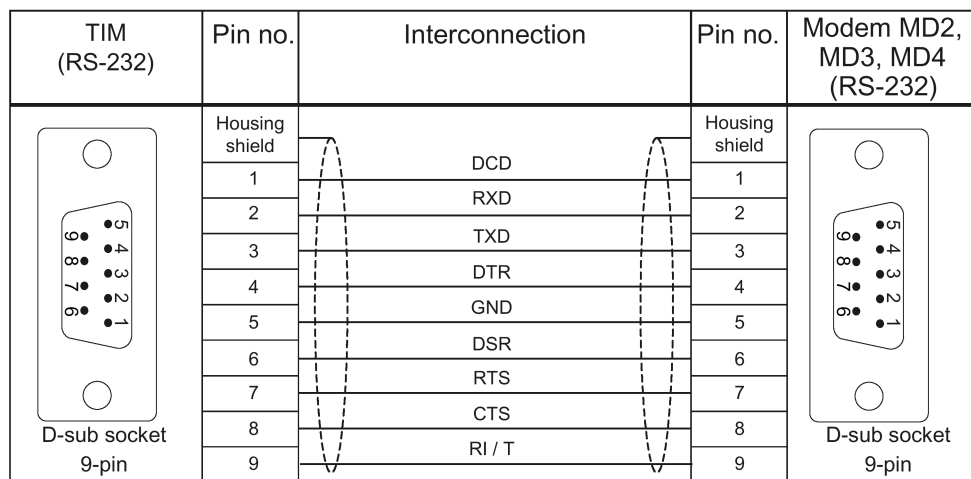 TIM
(RS-232)
Pin no.
Interconnection
Pin no.
Modem MD2,
MD3, MD4
(RS-232)
Housing
shield
Housing
shield
1
DCD
1
2
RXD
2
3
TXD
3
4
DTR
4
5
GND
5
6
DSR
6
7
RTS
7
8
CTS
8
9
RI / T
9
5
9
4
8
3
7
2
6
1
D-sub socket
9-pin
5
9
4
8
3
7
2
6
1
D-sub socket
9-pin